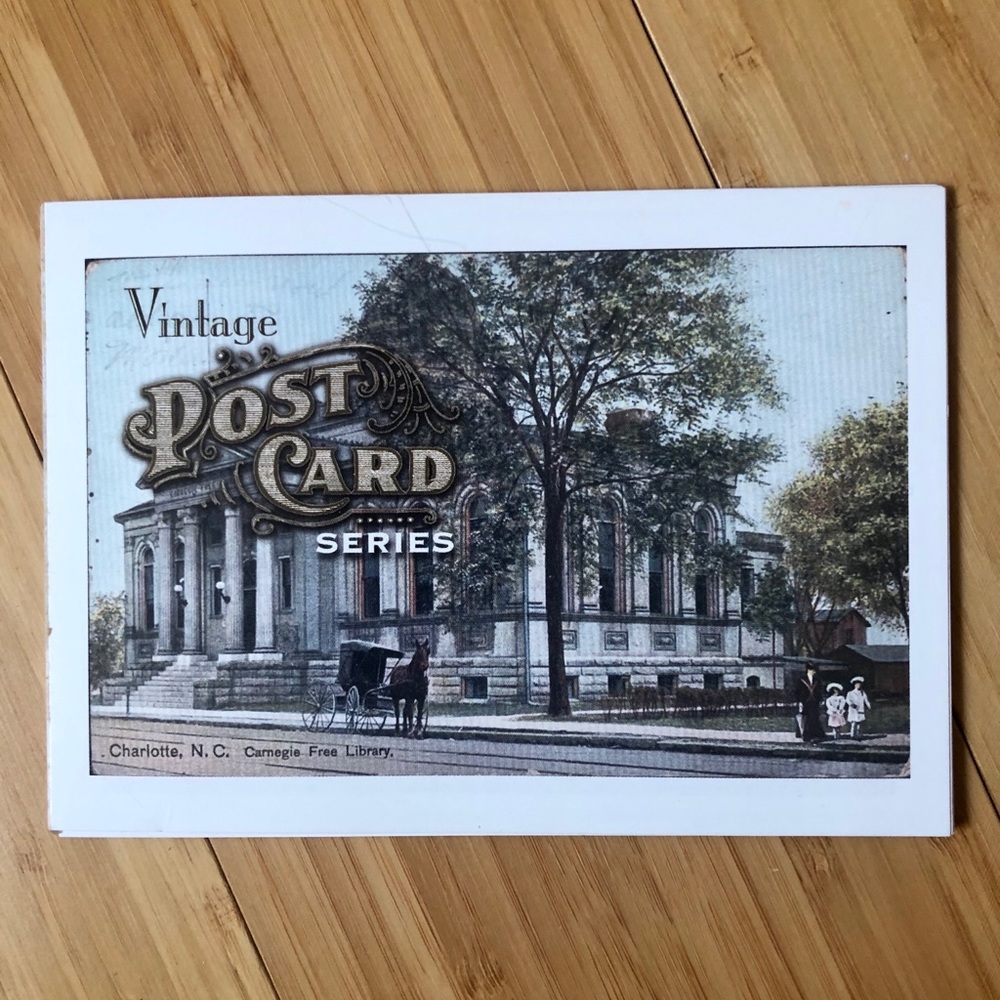 Vintage
POST
CARD
SERIES
Charlotte, N. C. Carnegie Free Library.